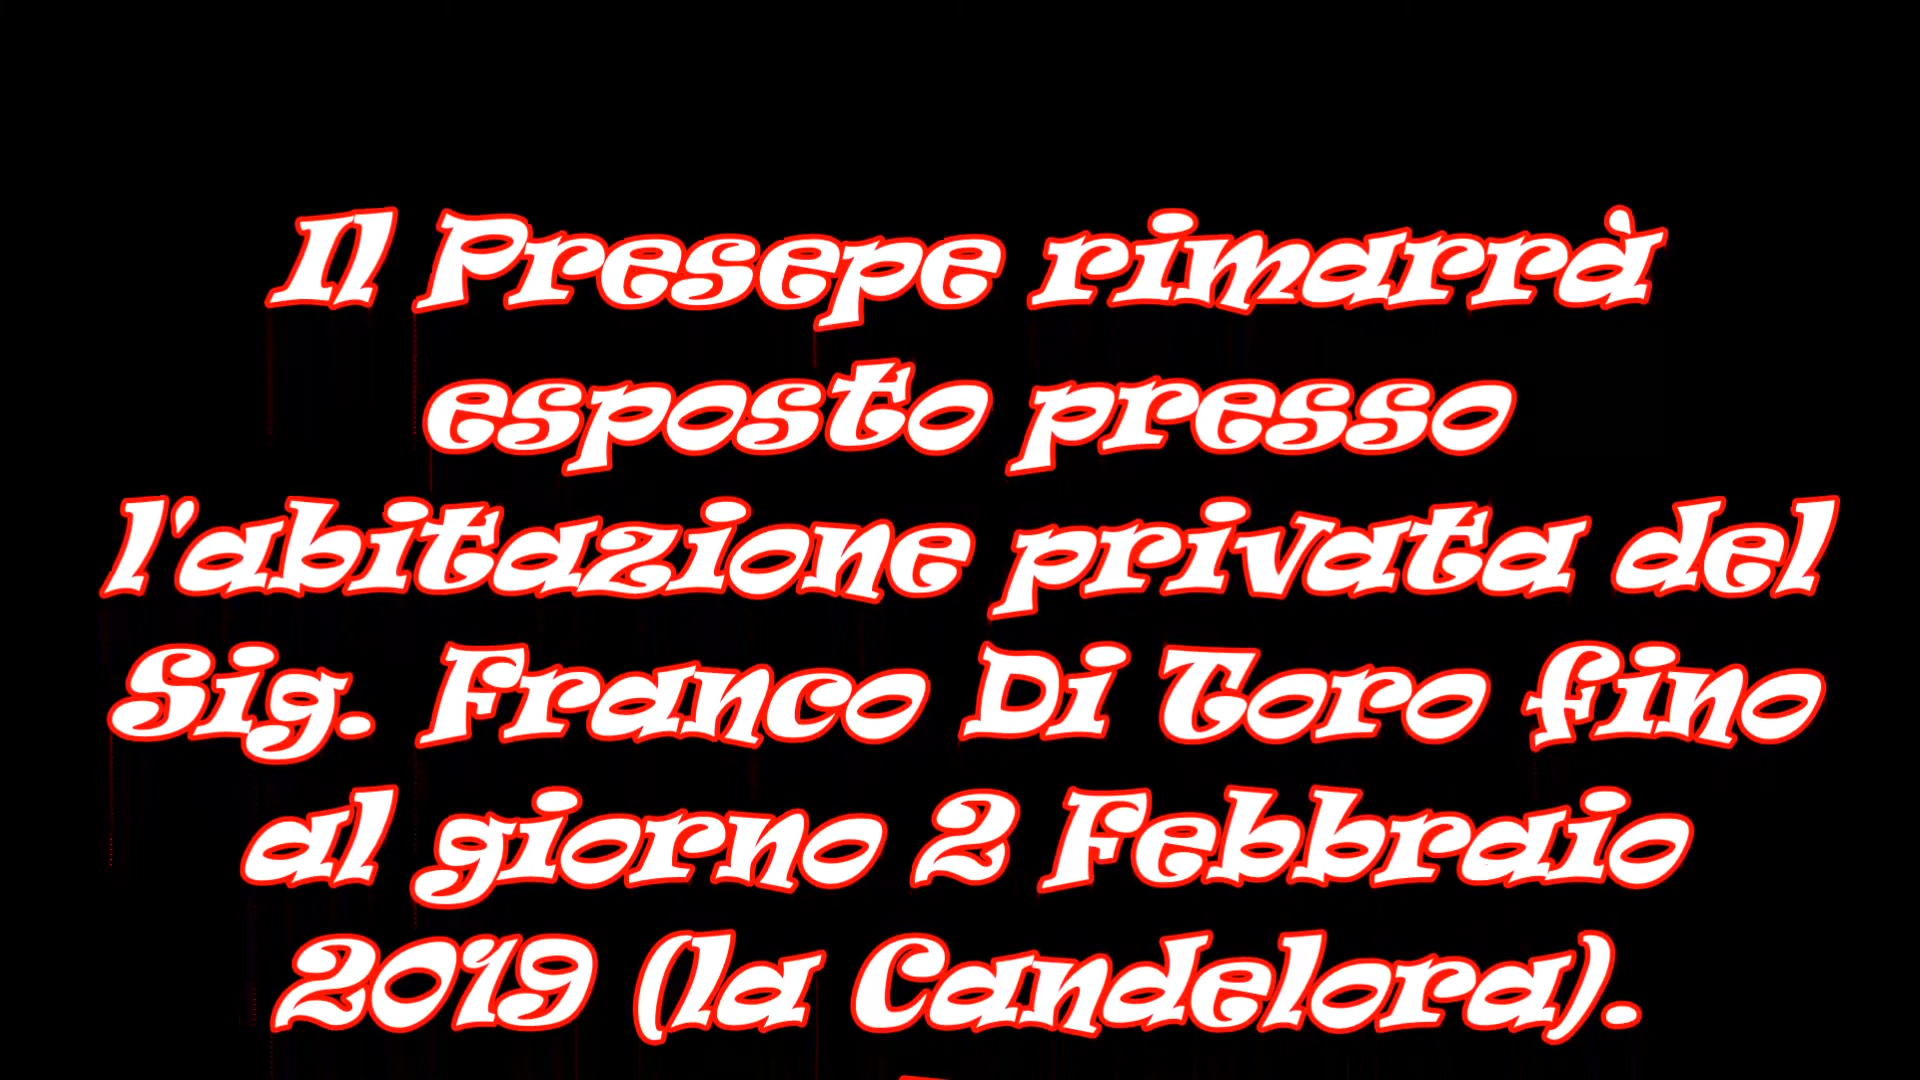 Il Presepe rimarrà
esposto presso
l'abitazione privata del
Sig. Franco Di Toro fino
al giorno 2 Febbraio
2019 (la Candelora).